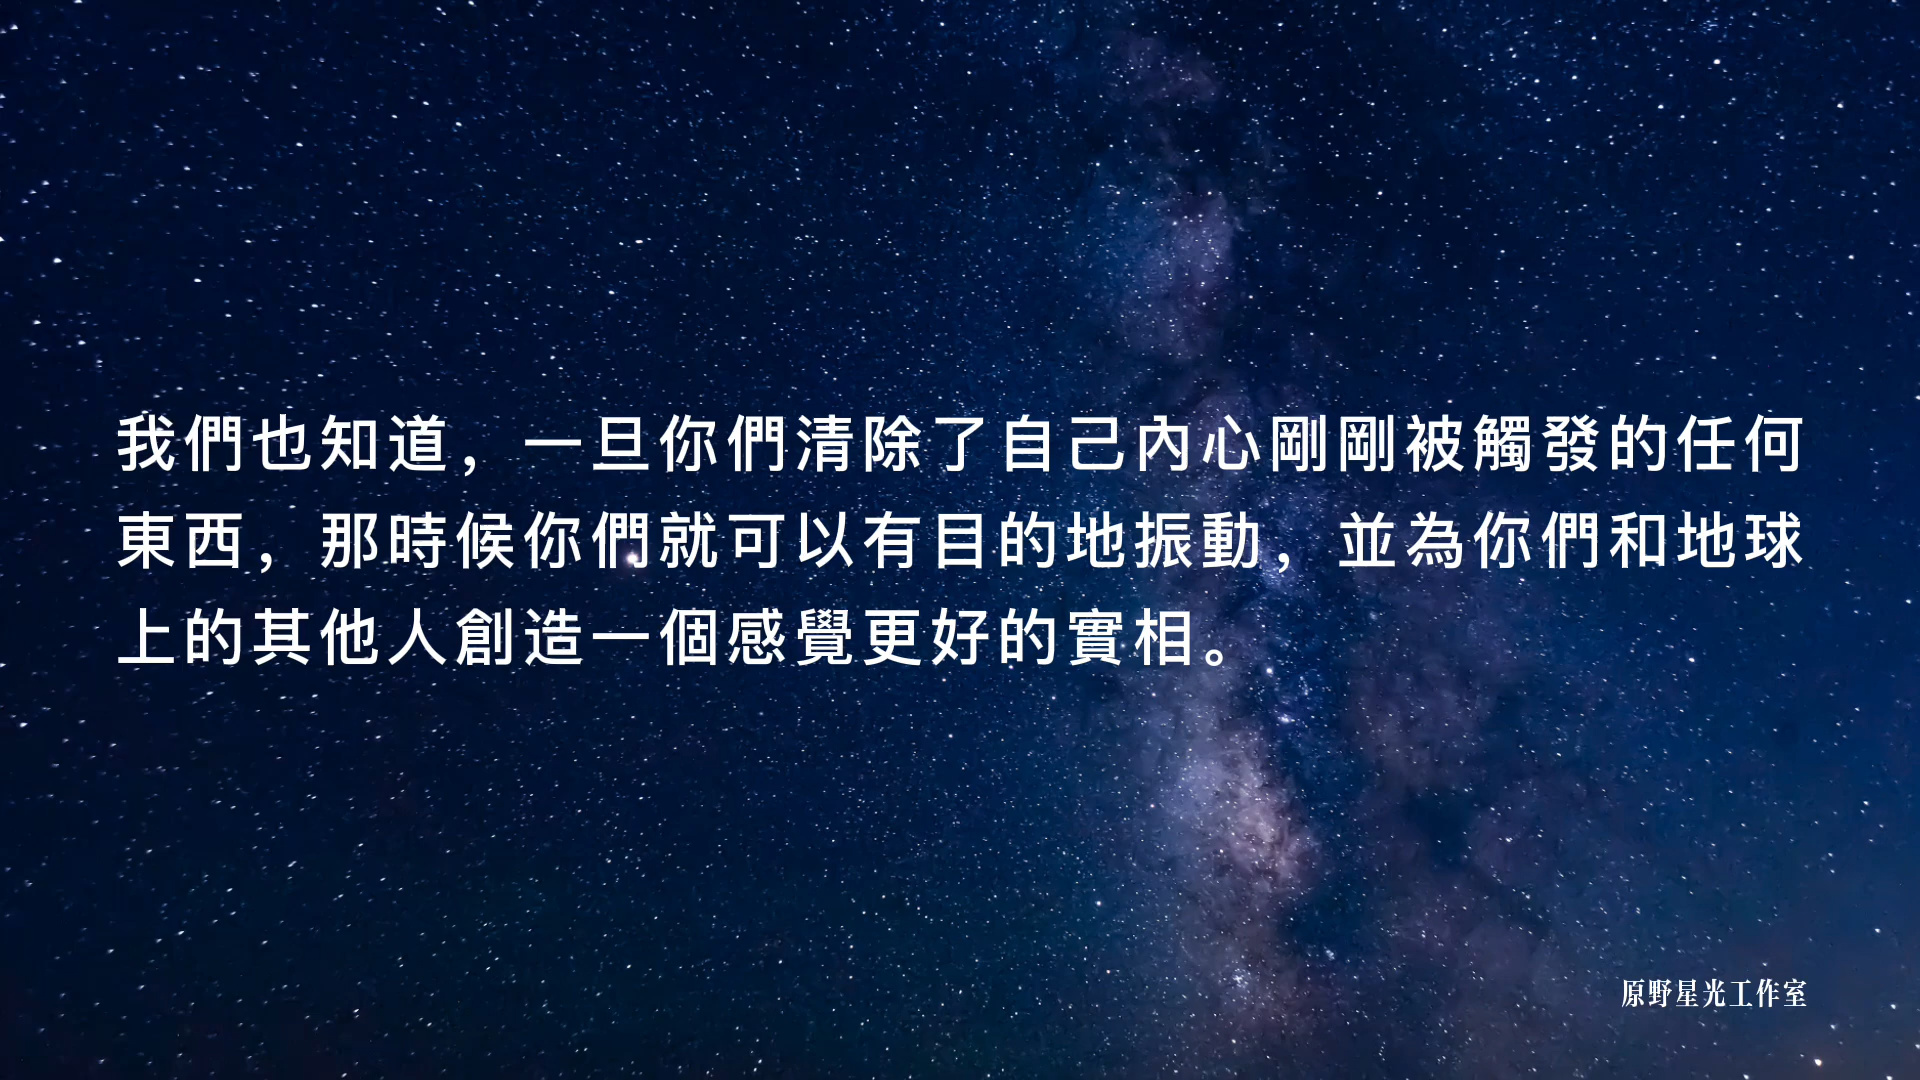 我們也知道，一旦你們清除了自己內心剛剛被觸發的任何
東西，那時候你們就可以有目的地振動，並為你們和地球
上的其他人創造一個感覺更好的實相。
原野星光工作室